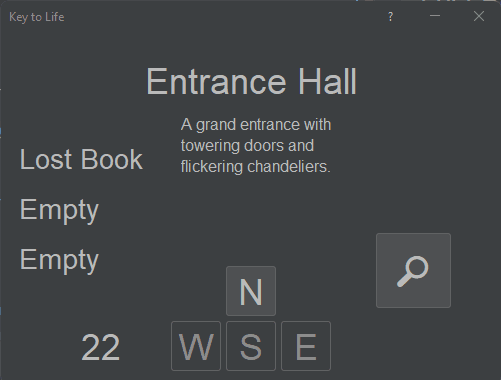 Key to Life
?
Entrance Hall
A grand entrance with
towering doors and
flickering chandeliers.
Lost Book
Empty
Empty
N
22
W S E